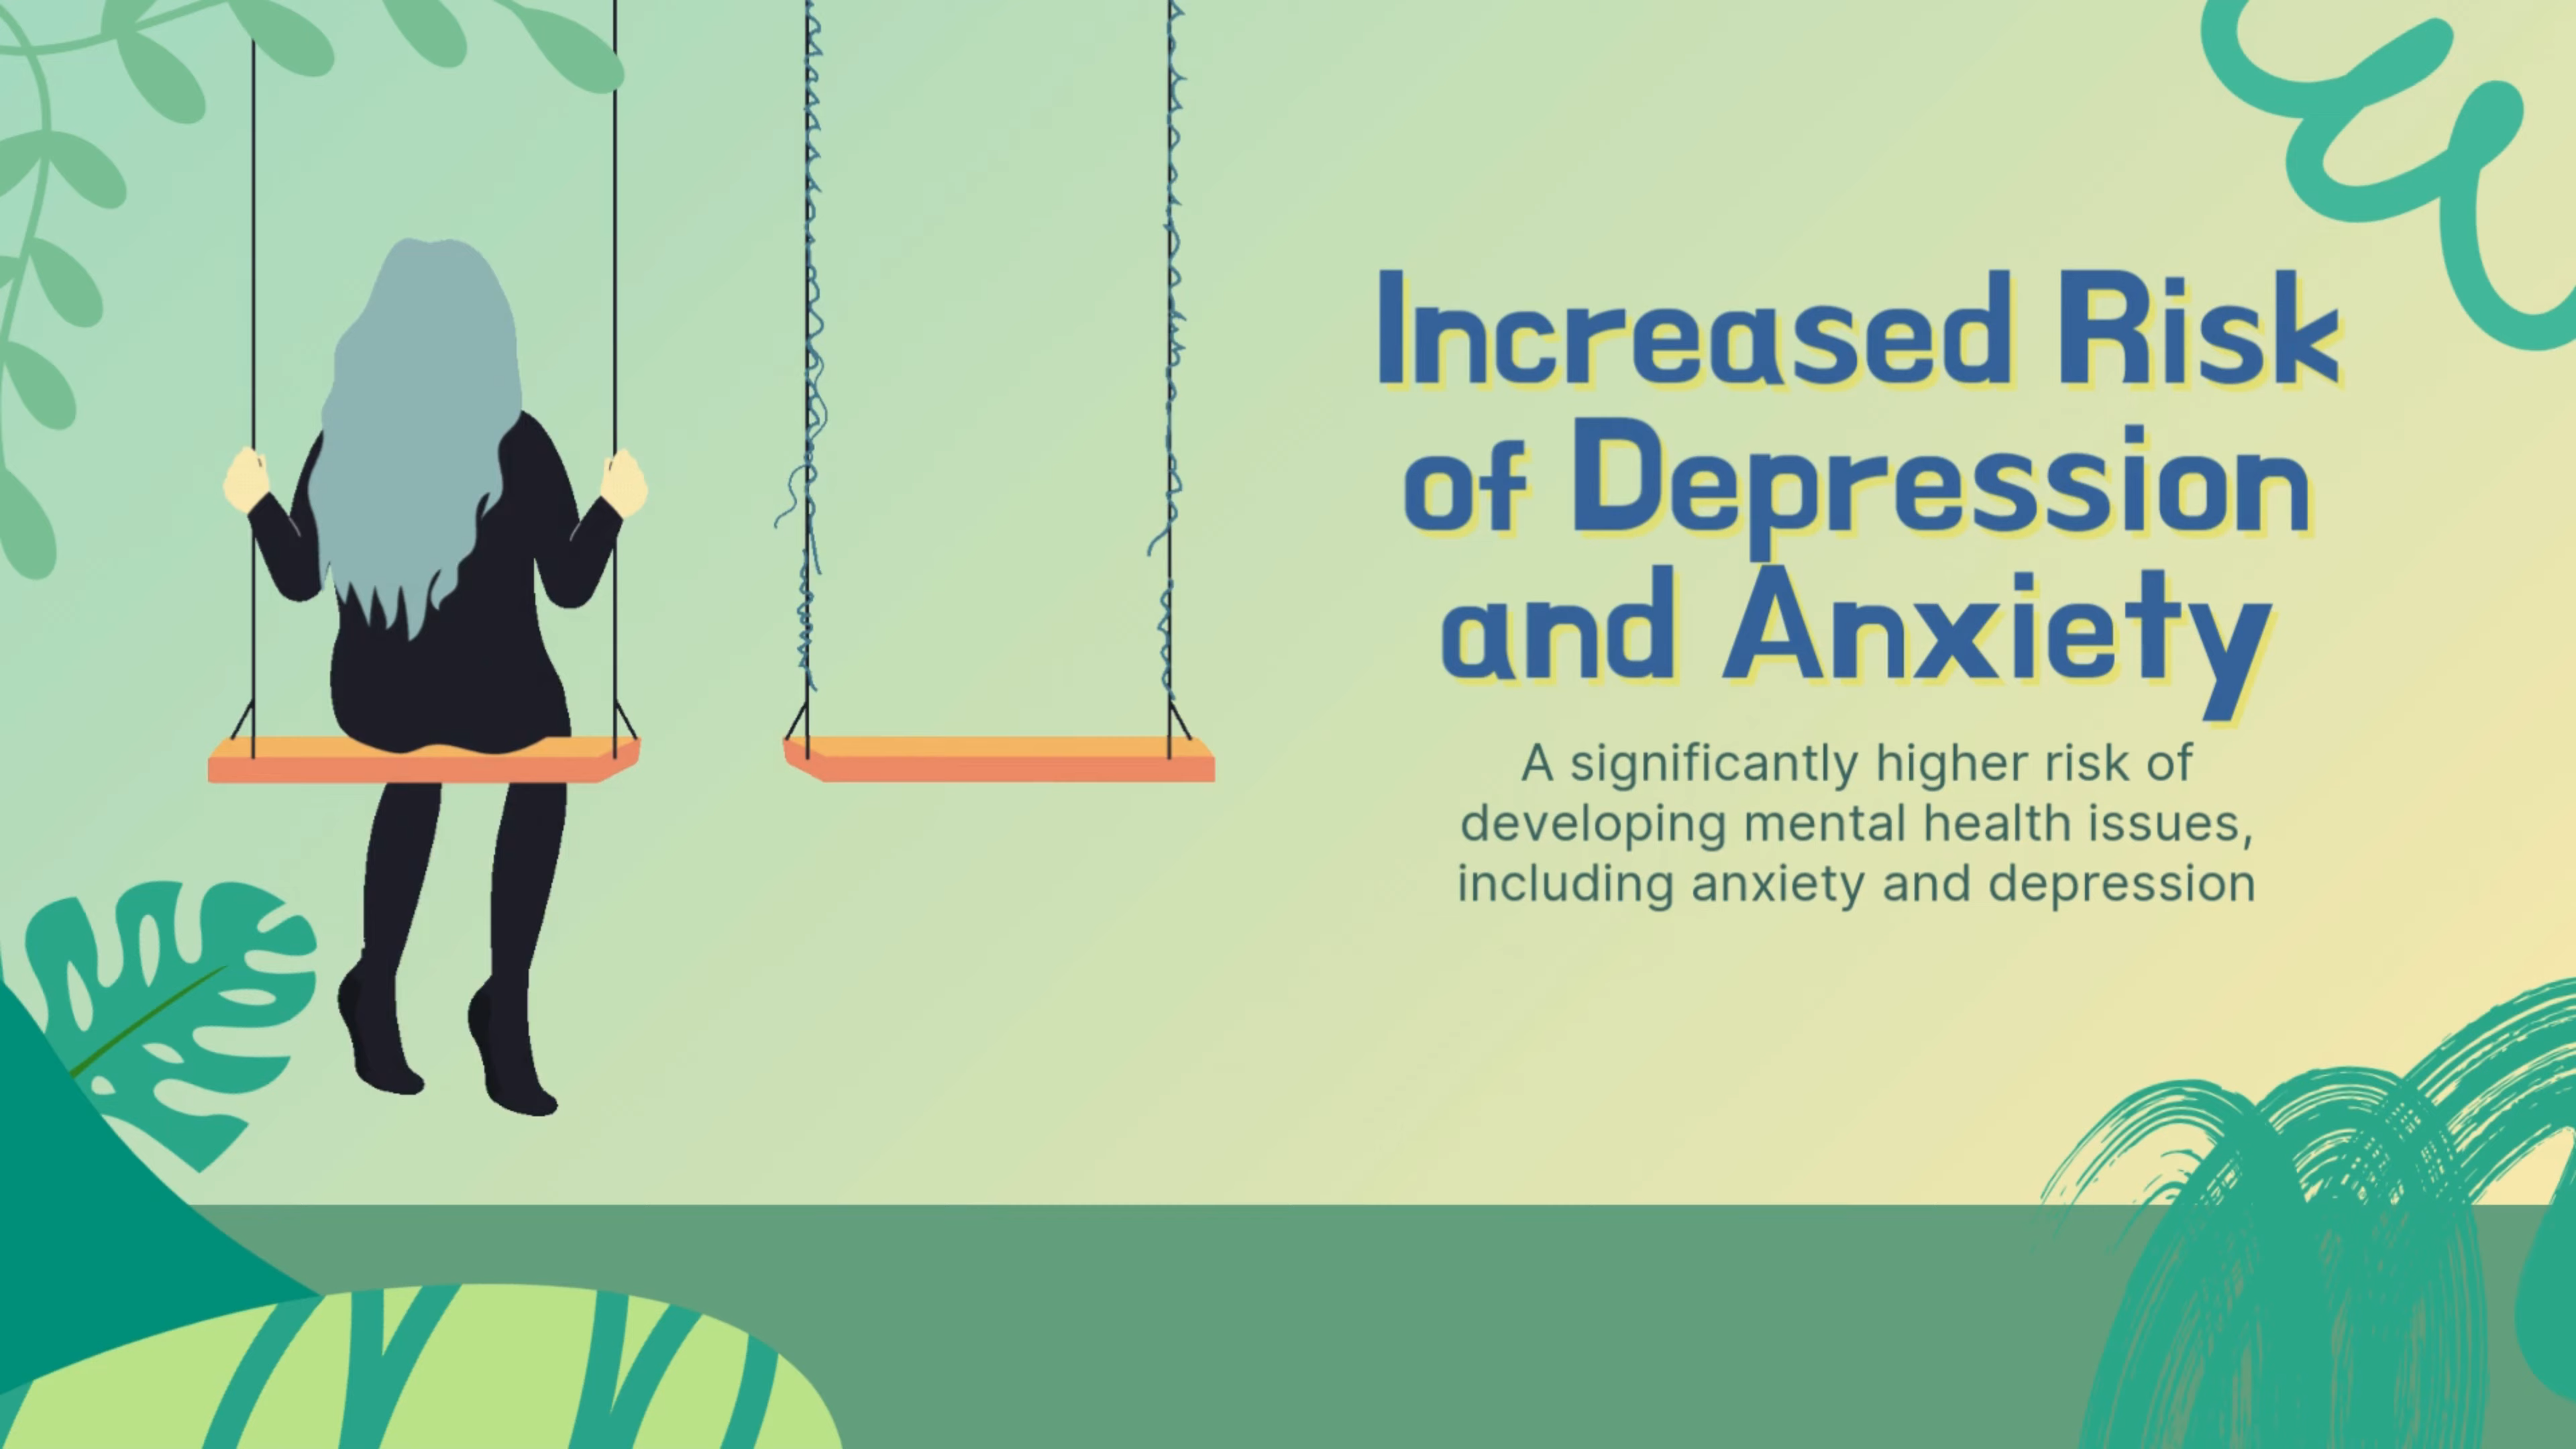 Increased Risk
of Depression
and Anxiety
A significantly higher risk of
developing mental health issues,
including anxiety and depression